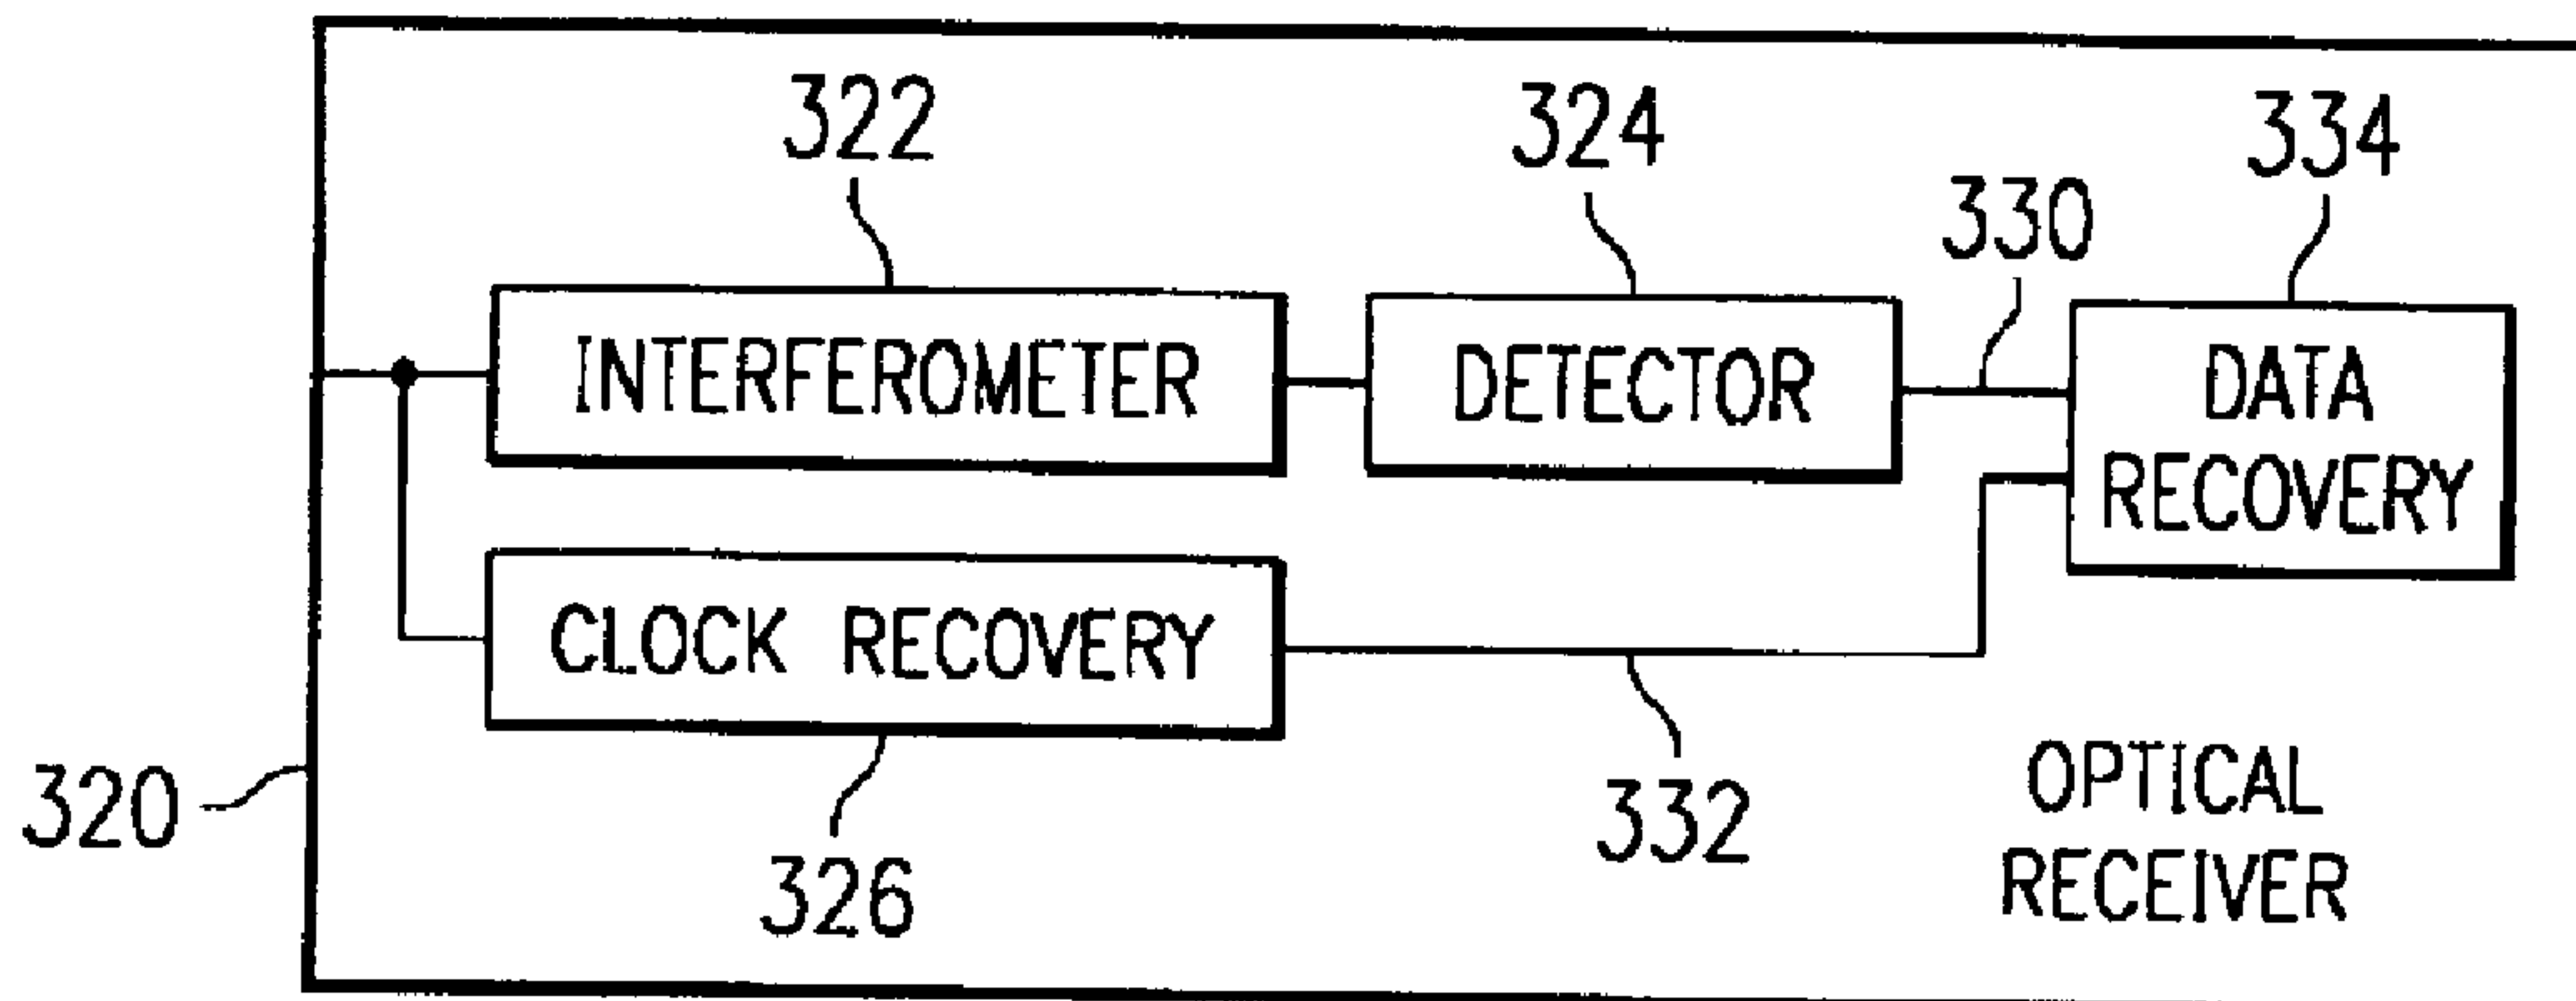 322
324
334
330
INTERFEROMETER
DETECTOR
DATA
RECOVERY
CLOCK RECOVERY
320
326
332
OPTICAL
RECEIVER